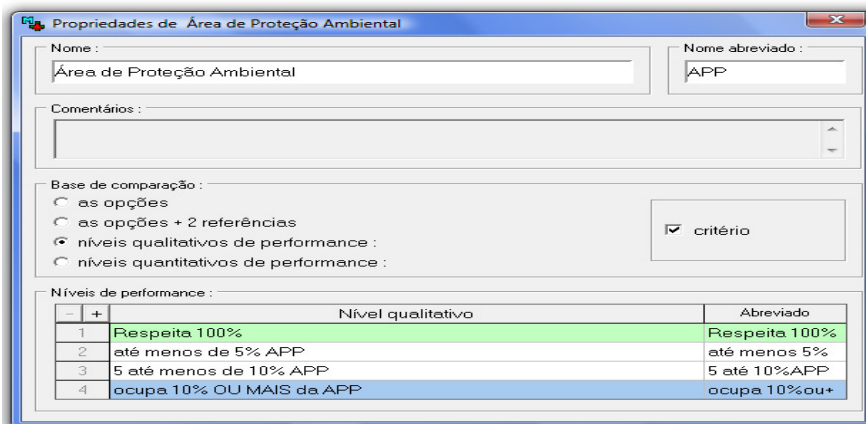 Propriedades de Área de Proteção Ambiental
Nome :
Nome abreviado :
Área de Proteção Ambiental
APP
Comentários :
Base de comparação :
as opções
as opções + 2 referências
níveis qualitativos de performance :
níveis quantitativos de performance :
critério
Níveis de performance :
- + Nível qualitativo Abreviado
1 Respeita 100% Respeita 100%
2 até menos de 5% APP até menos 5%
3 5 até menos de 10% APP 5 até 10%APP
4 ocupa 10% OU MAIS da APP ocupa 10%ou+